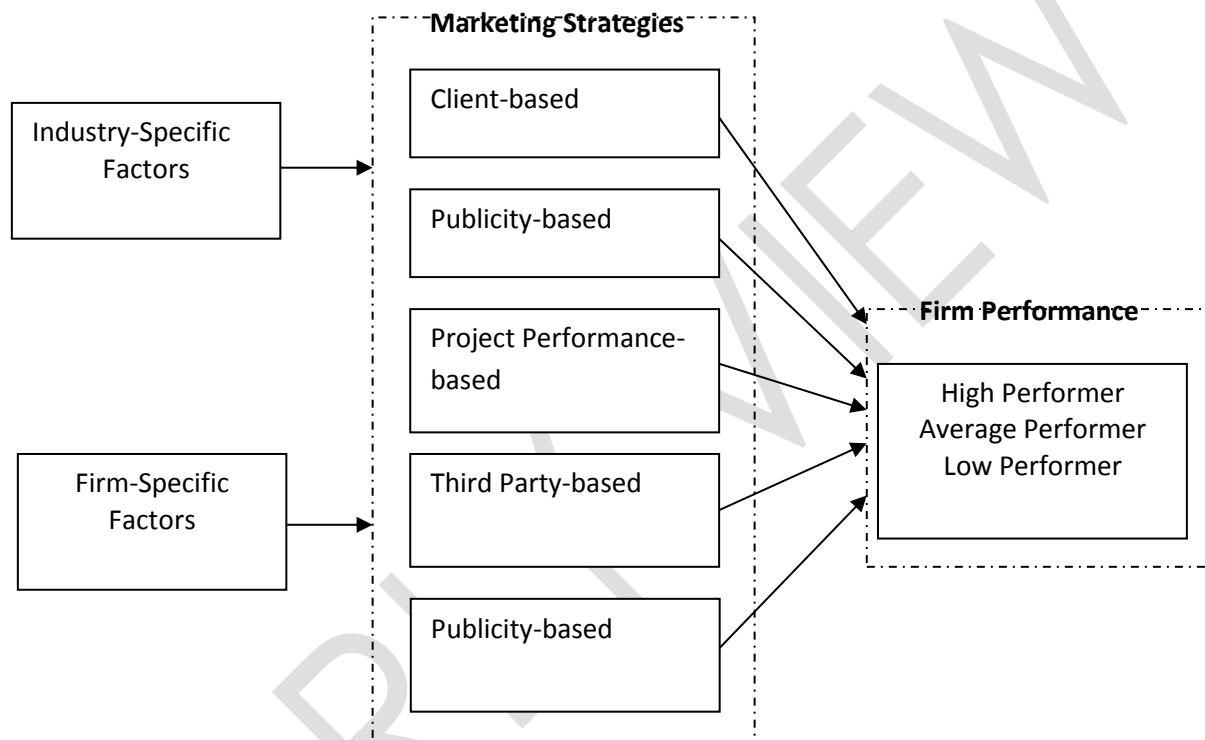 Marketing Strategies
Client-based
Industry-Specific
Factors
Publicity-based
Firm Performance
Project Performance-
based
High Performer
Average Performer
Low Performer
Firm-Specific
Factors
Third Party-based
Publicity-based